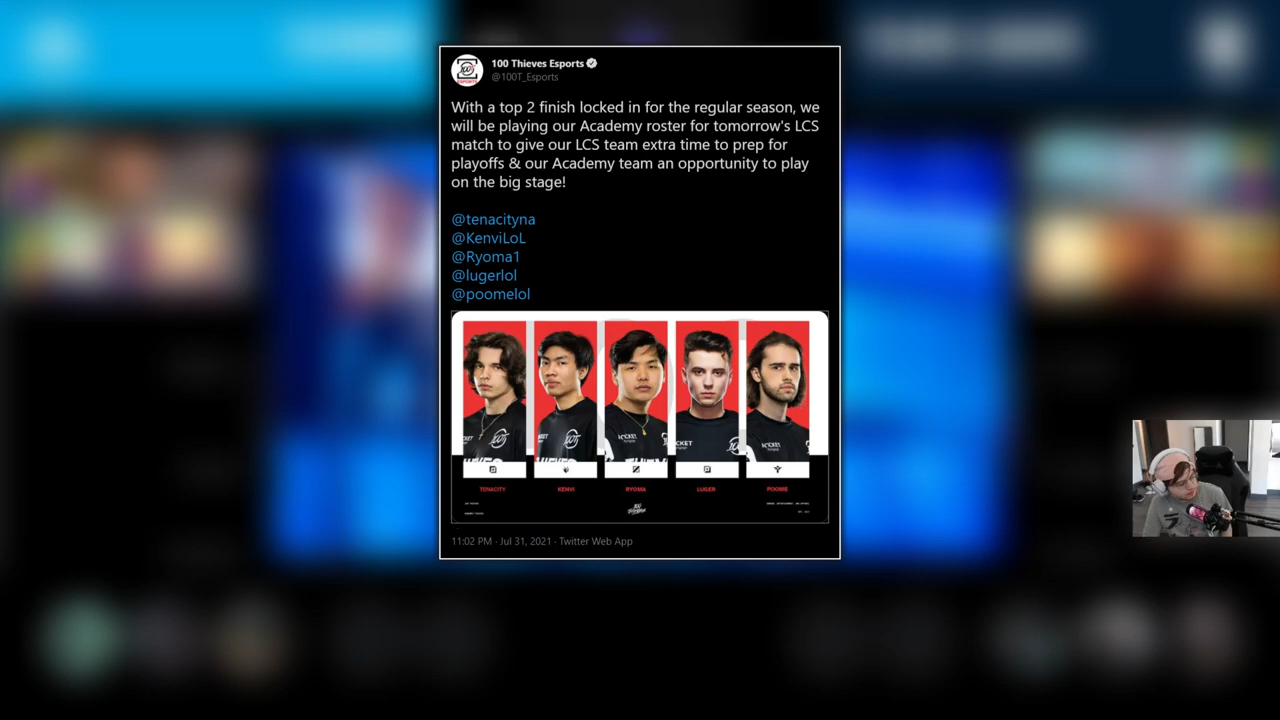 100 Thieves Esports
@100T_Esports
With a top 2 finish locked in for the regular season, we
will be playing our Academy roster for tomorrow's LCS
match to give our LCS team extra time to prep for
playoffs & our Academy team an opportunity to play
on the big stage!
@tenacityna
@KenviLoL
@Ryoma1
@lugerlol
@poomelol
TENACITY KENVI RYOMA LUGER POOME
11:02 PM · Jul 31, 2021 · Twitter Web App